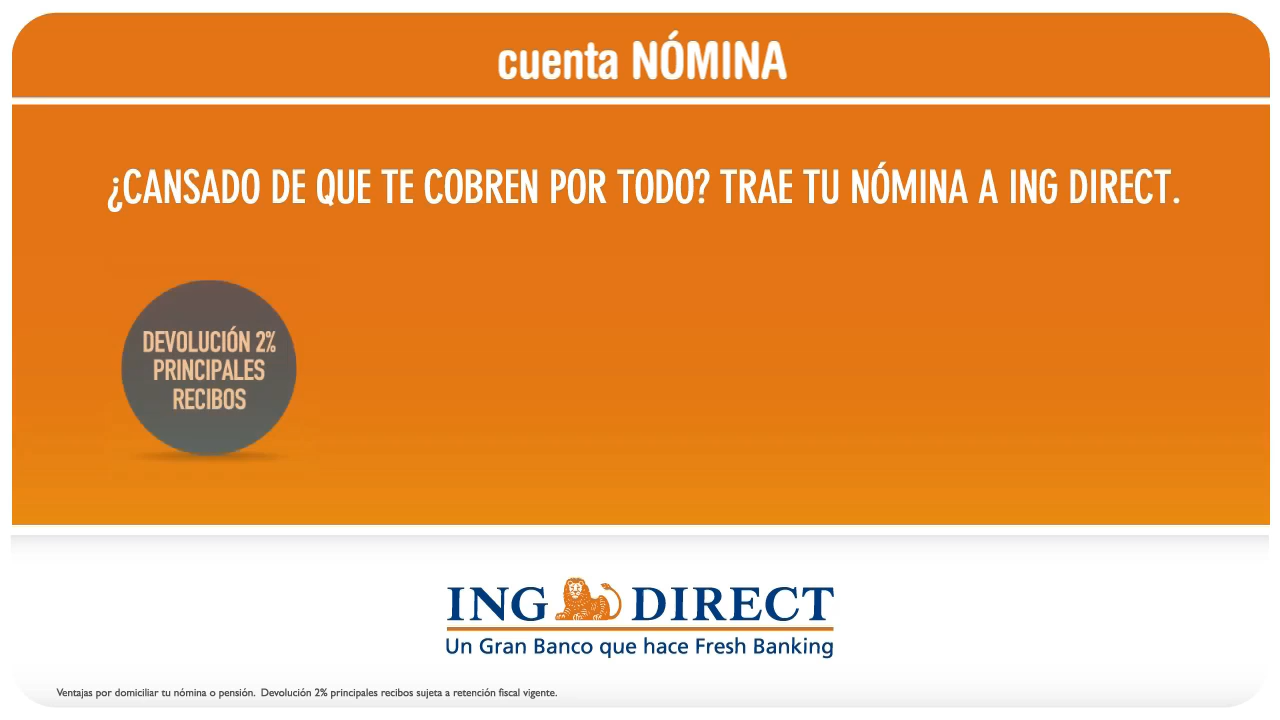 cuenta NÓMINA
¿CANSADO DE QUE TE COBREN POR TODO? TRAE TU NÓMINA A ING DIRECT.
DEVOLUCIÓN 2%
PRINCIPALES
RECIBOS
ING DIRECT
Un Gran Banco que hace Fresh Banking
Ventajas por domiciliar tu nómina o pensión. Devolución 2% principales recibos sujeta a retención fiscal vigente.